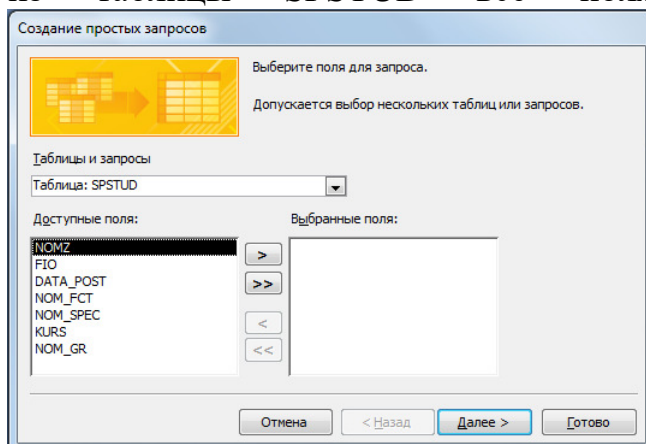 Создание простых запросов
Выберите поля для запроса.
Допускается выбор нескольких таблиц или запросов.
Таблицы и запросы
Таблица: SPSTUD
Доступные поля:
Выбранные поля:
NOMZ
FIO
DATA_POST
NOM_FCT
NOM_SPEC
KURS
NOM_GR
>
>>
<
<<
Отмена
< Назад
Далее >
Готово